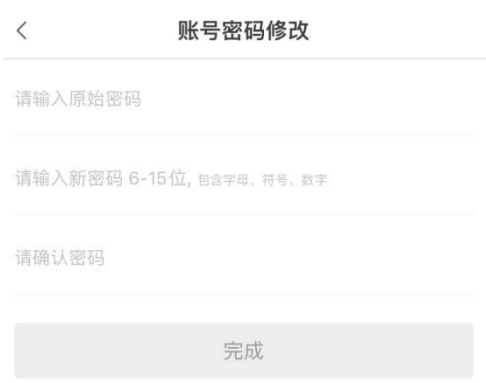 账号密码修改
请输入原始密码
请输入新密码 6-15位, 包含字母、符号、数字
请确认密码
完成